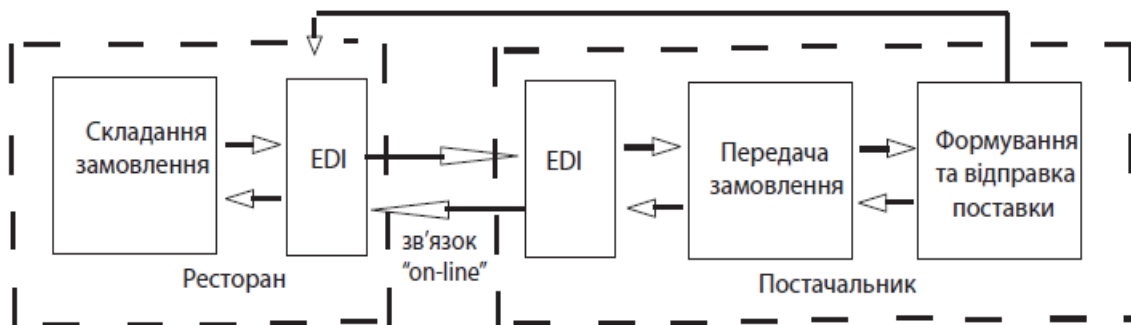 Складання
замовлення
EDI
EDI
Передача
замовлення
Формування
та відправка
поставки
зв'язок
"on-line"
Ресторан
Постачальник